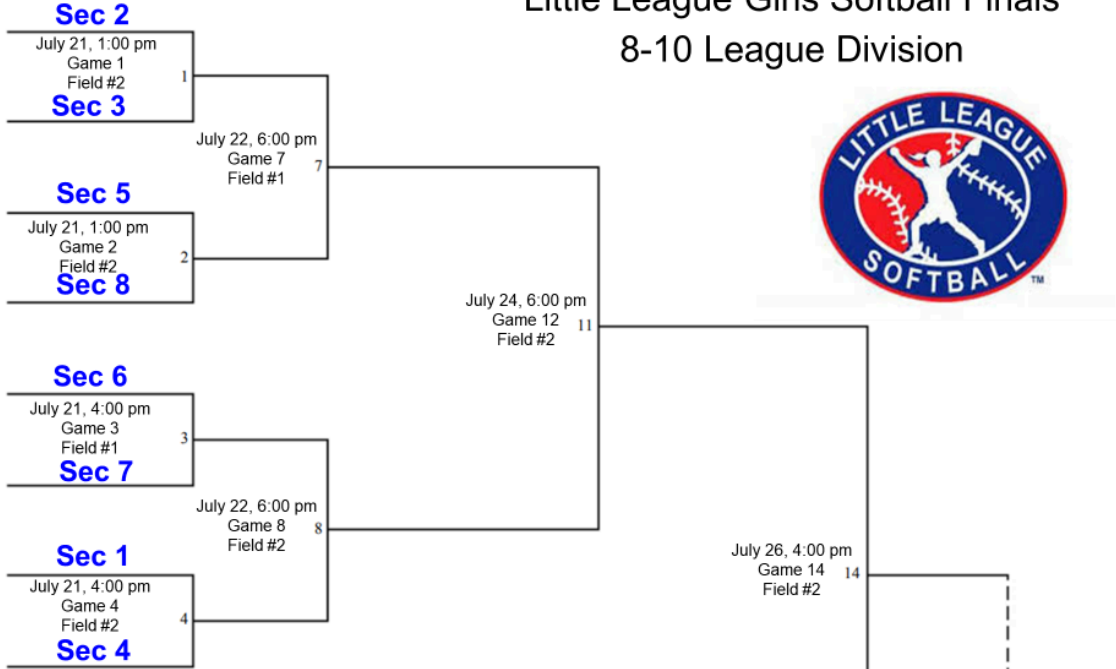 Little League Girls Softball Finals
8-10 League Division
LITTLE LEAGUE
SOFTBALL
TM
Sec 2
July 21, 1:00 pm
Game 1
Field #2
1
Sec 3
July 22, 6:00 pm
Game 7
Field #1
7
Sec 5
July 21, 1:00 pm
Game 2
Field #2
2
Sec 8
July 24, 6:00 pm
Game 12
Field #2
11
Sec 6
July 21, 4:00 pm
Game 3
Field #1
3
Sec 7
July 22, 6:00 pm
Game 8
Field #2
8
Sec 1
July 21, 4:00 pm
Game 4
Field #2
4
Sec 4
July 26, 4:00 pm
Game 14
Field #2
14